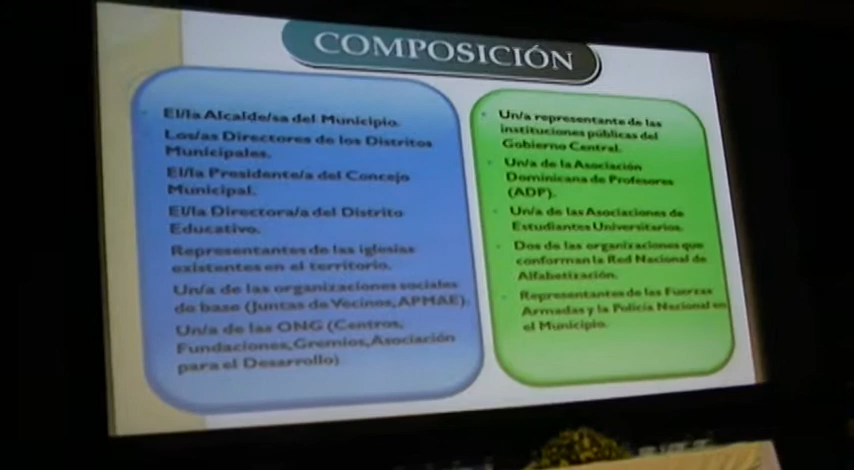 COMPOSICIÓN
El/la Alcalde/sa del Municipio.
Los/as Directores de los Distritos
Municipales.
El/la Presidente/a del Concejo
Municipal.
El/la Directora/a del Distrito
Educativo.
Representantes de las iglesias
existentes en el territorio.
Un/a de las organizaciones sociales
de base (Juntas de Vecinos, APMAE).
Un/a de las ONG (Centros,
Fundaciones, Gremios, Asociación
para el Desarrollo)
Un/a representante de las
instituciones públicas del
Gobierno Central.
Un/a de la Asociación
Dominicana de Profesores
(ADP).
Un/a de las Asociaciones de
Estudiantes Universitarios.
Dos de las organizaciones que
conforman la Red Nacional de
Alfabetización.
Representantes de las Fuerzas
Armadas y la Policía Nacional en
el Municipio.